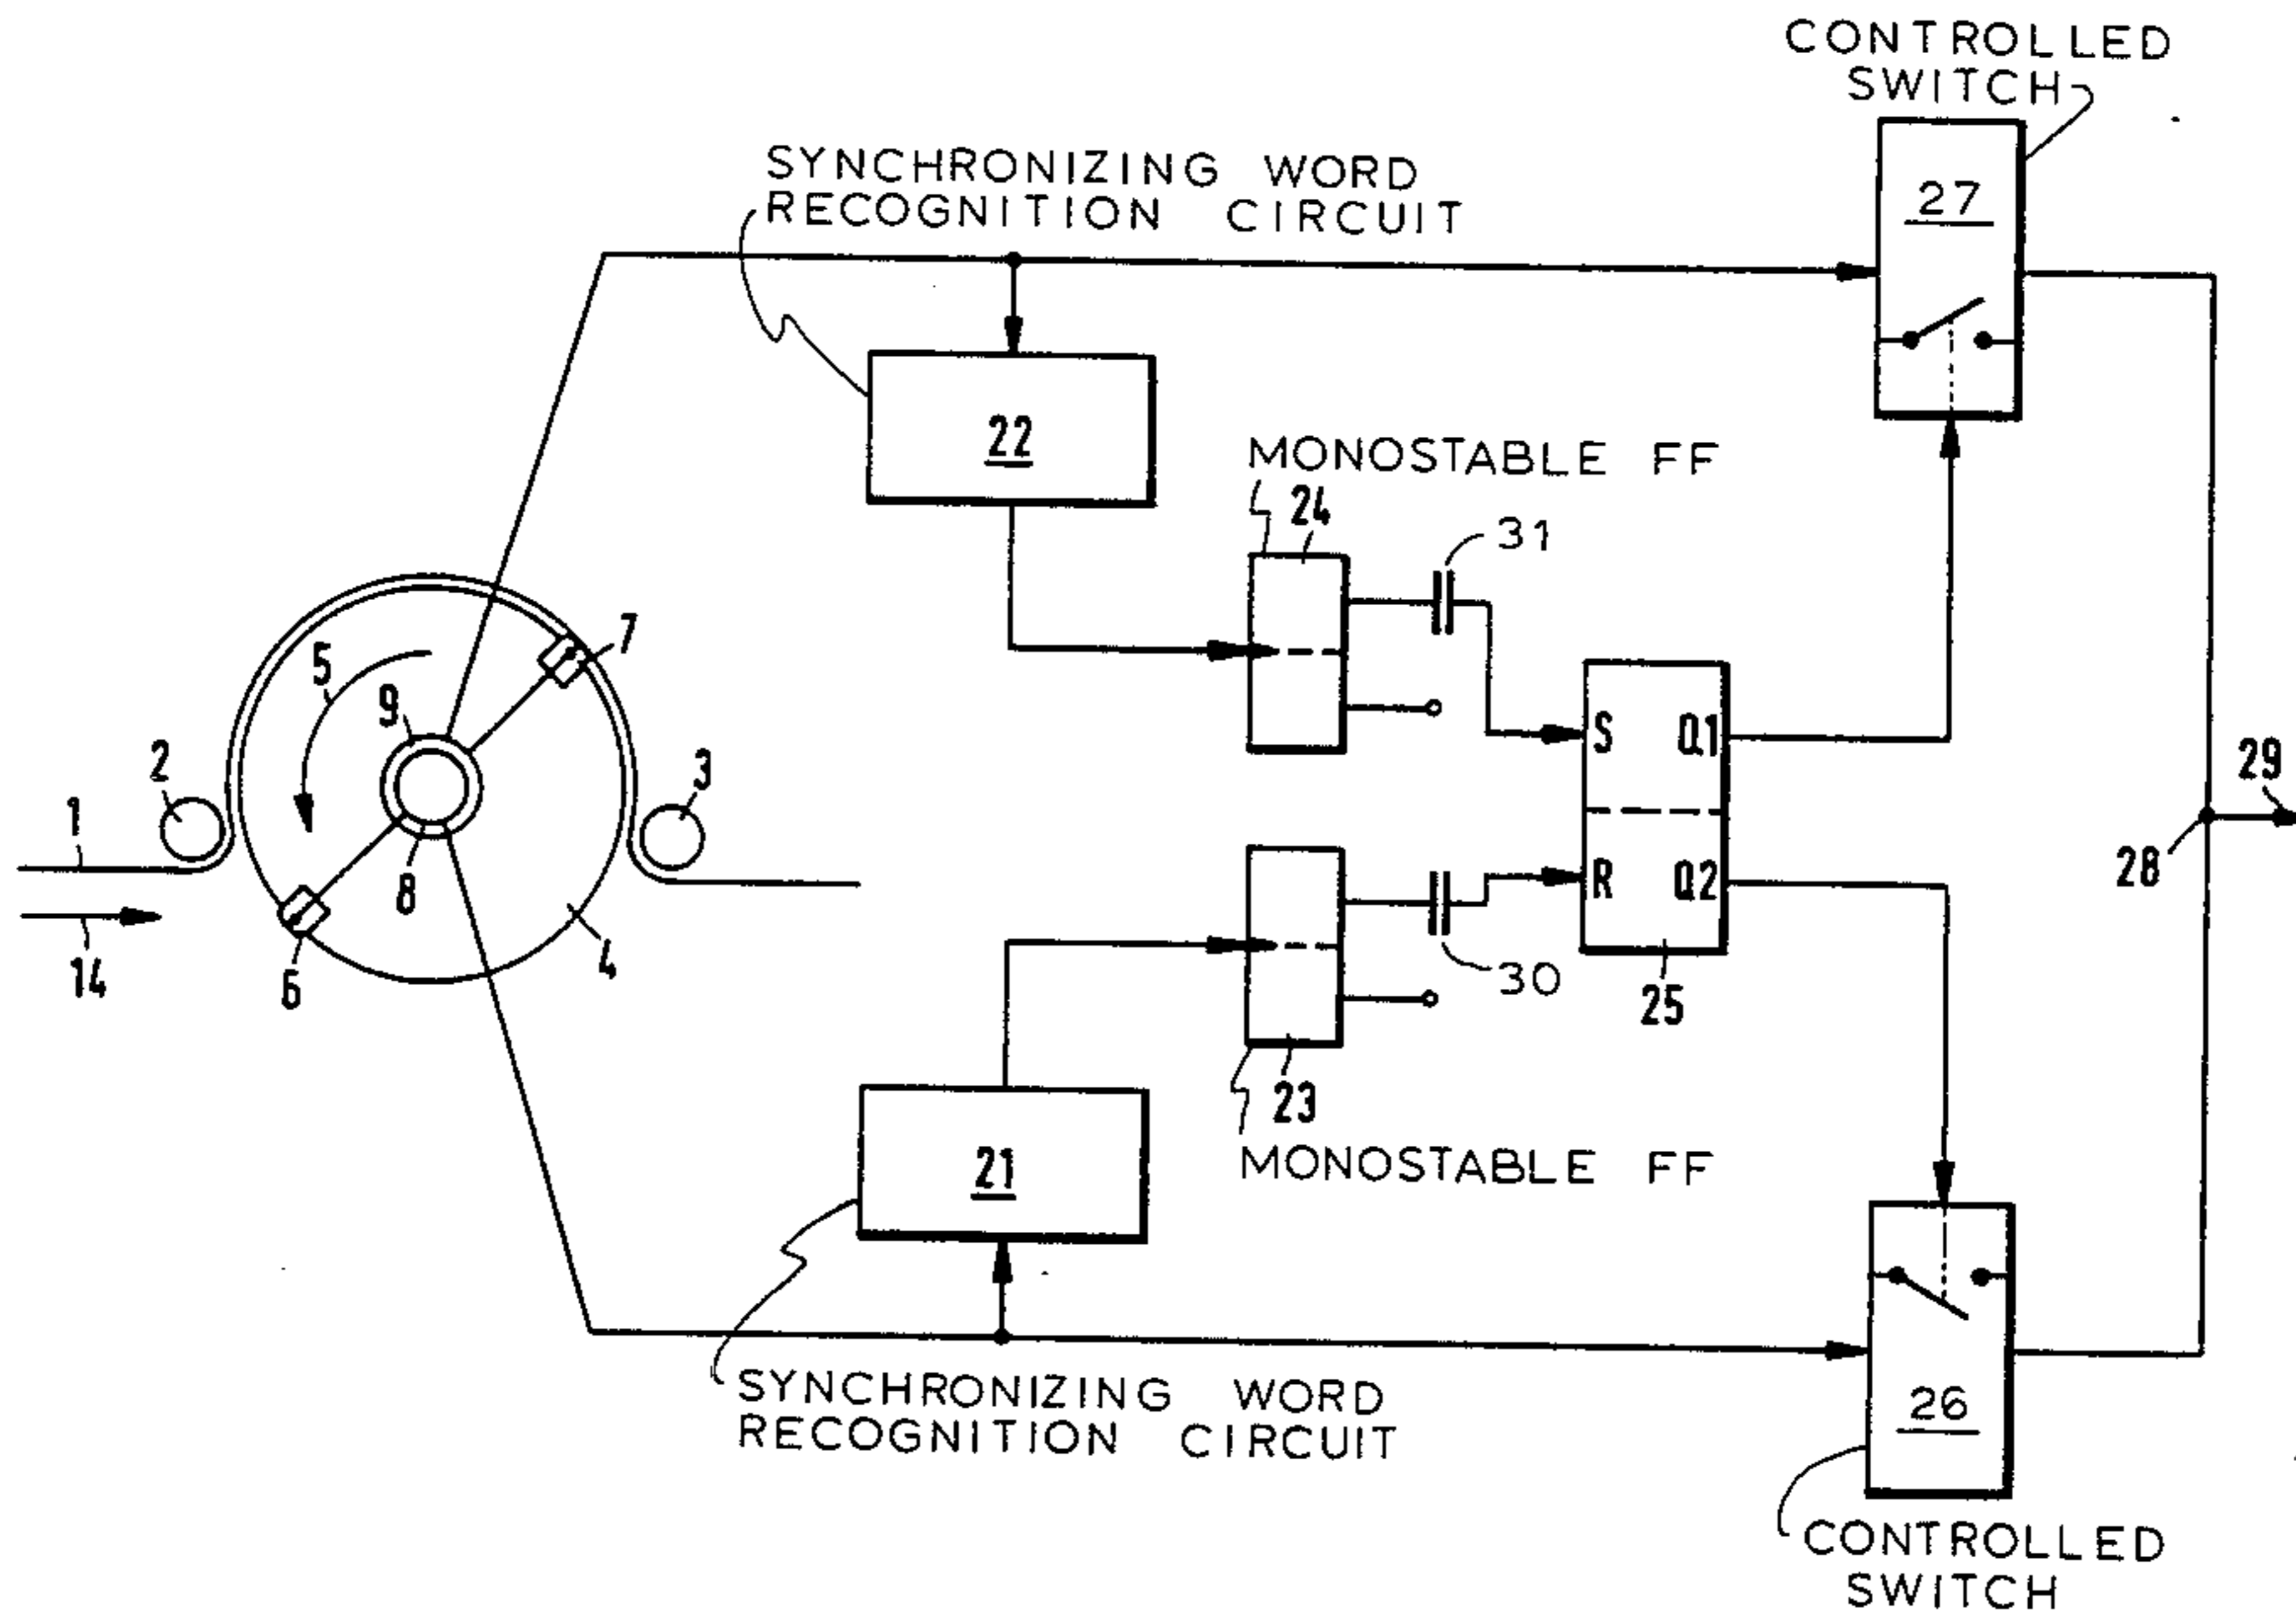 CONTROLLED
SWITCH
27
SYNCHRONIZING WORD
RECOGNITION CIRCUIT
22
MONOSTABLE FF
24
31
7
5
9
2
3
1
S Q1
29
28
R Q2
8
6
4
14
30
25
23
MONOSTABLE FF
21
SYNCHRONIZING WORD
RECOGNITION CIRCUIT
26
CONTROLLED
SWITCH